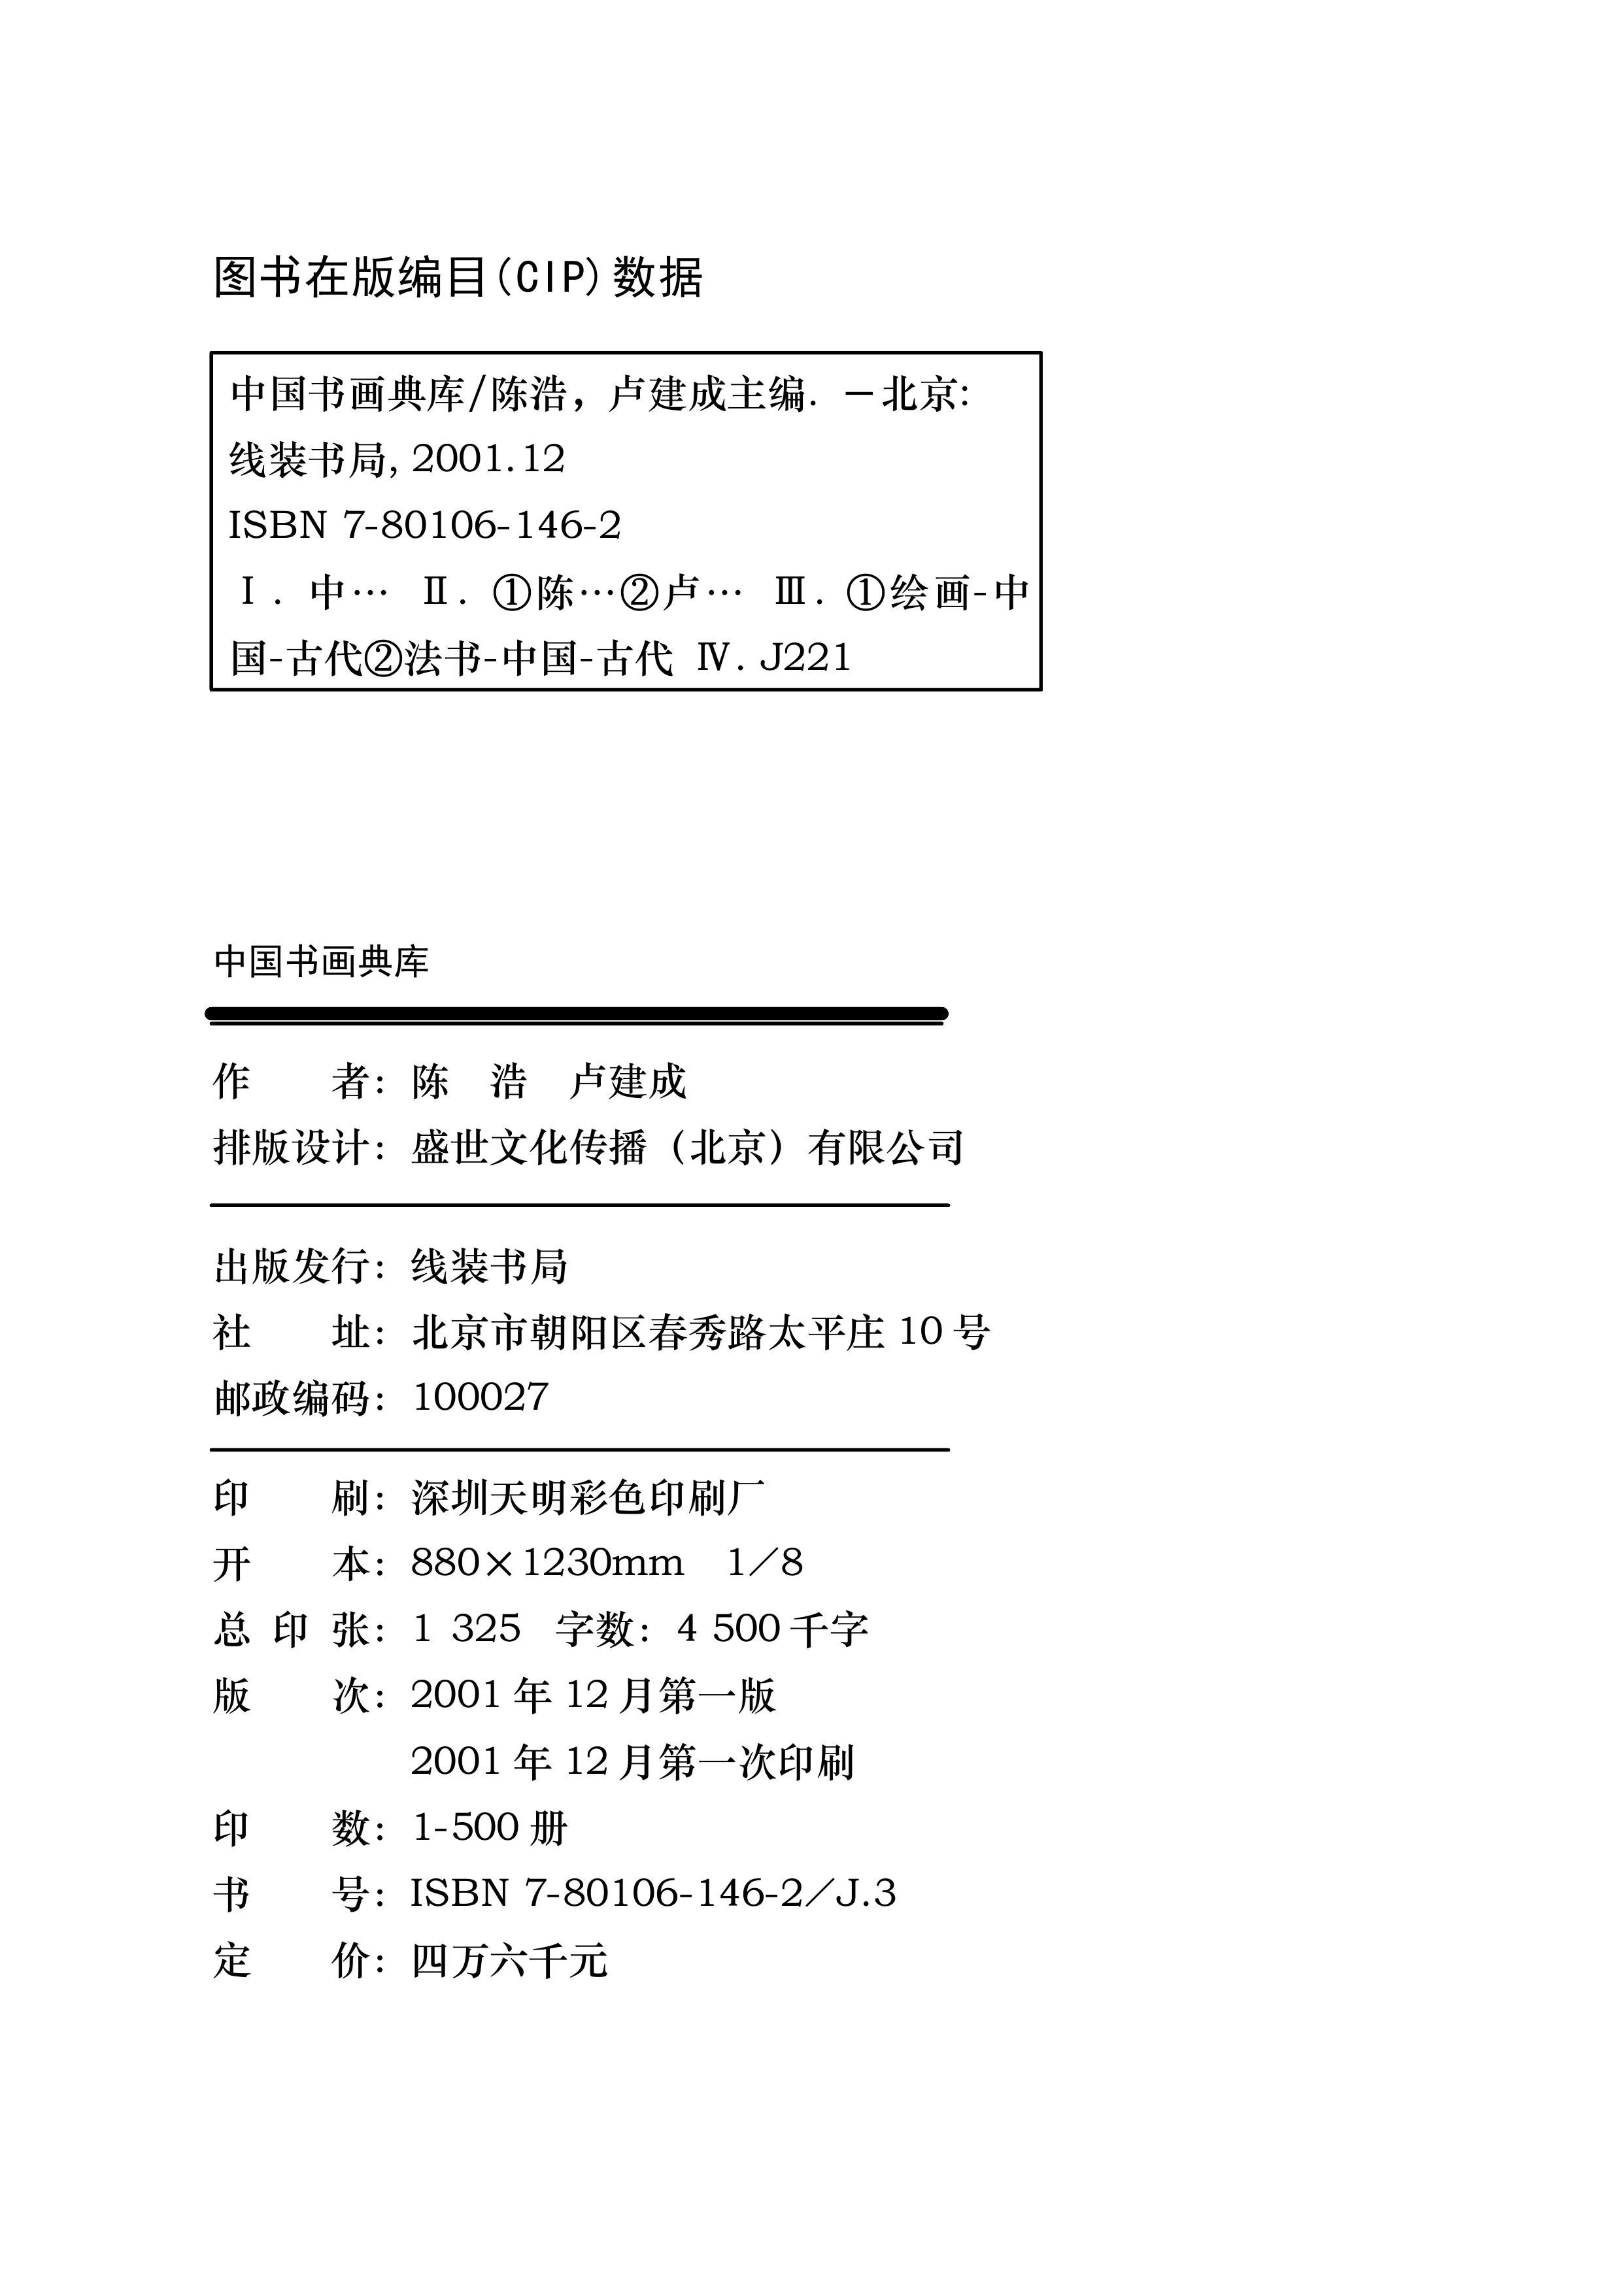 图书在版编目(CIP)数据
中国书画典库/陈浩，卢建成主编. －北京:
线装书局, 2001.12
ISBN 7-80106-146-2
Ⅰ. 中… Ⅱ. ①陈…②卢… Ⅲ. ①绘画-中
国-古代②法书-中国-古代 Ⅳ. J221
中国书画典库
作　　者：陈　浩　卢建成
排版设计：盛世文化传播（北京）有限公司
出版发行：线装书局
社　　址：北京市朝阳区春秀路太平庄 10 号
邮政编码：100027
印　　刷：深圳天明彩色印刷厂
开　　本：880×1230mm　1／8
总 印 张：1 325　字数：4 500 千字
版　　次：2001 年 12 月第一版
2001 年 12 月第一次印刷
印　　数：1-500 册
书　　号：ISBN 7-80106-146-2／J.3
定　　价：四万六千元